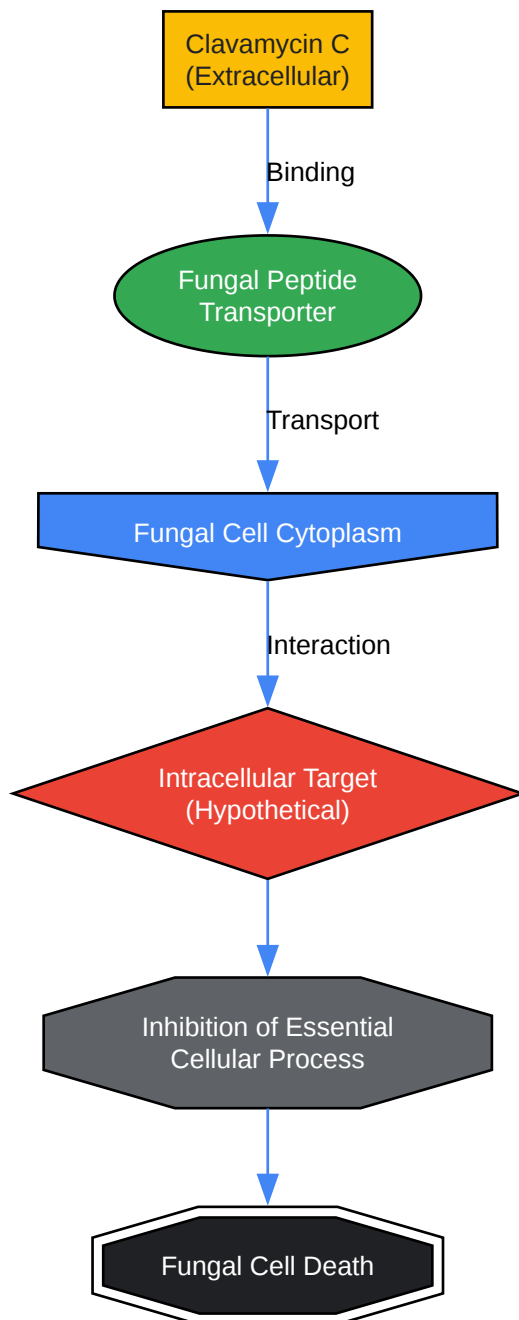 Clavamycin C
(Extracellular)
Binding
Fungal Peptide
Transporter
Transport
Fungal Cell Cytoplasm
Interaction
Intracellular Target
(Hypothetical)
Inhibition of Essential
Cellular Process
Fungal Cell Death